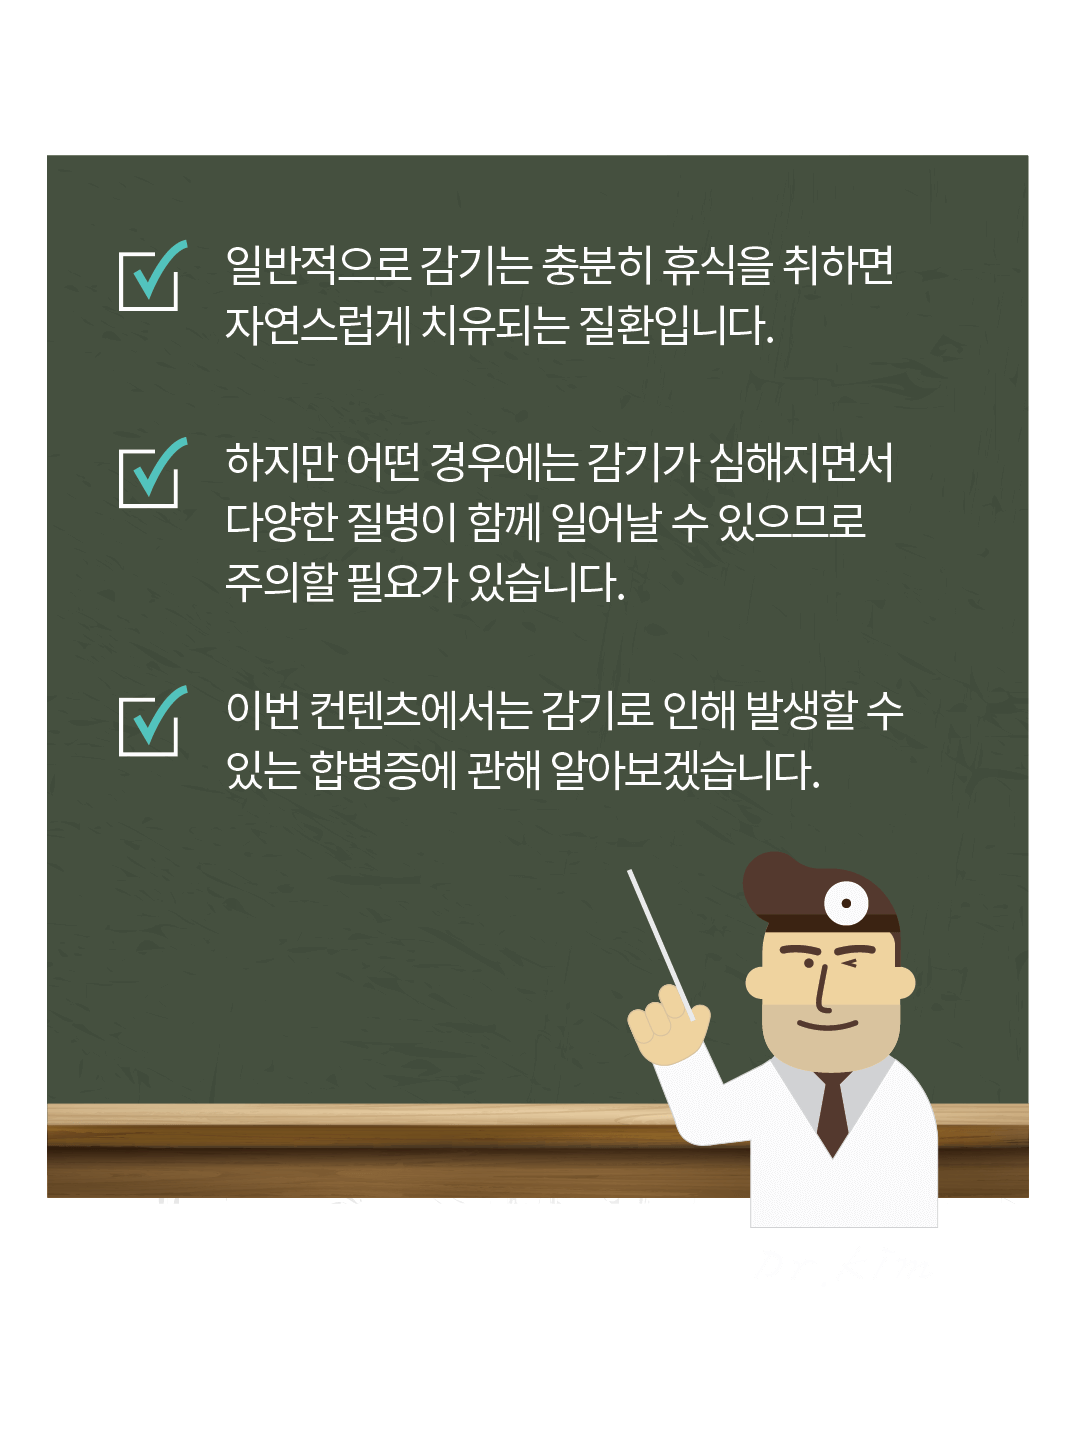 일반적으로 감기는 충분히 휴식을 취하면
자연스럽게 치유되는 질환입니다.
하지만 어떤 경우에는 감기가 심해지면서
다양한 질병이 함께 일어날 수 있으므로
주의할 필요가 있습니다.
이번 컨텐츠에서는 감기로 인해 발생할 수
있는 합병증에 관해 알아보겠습니다.